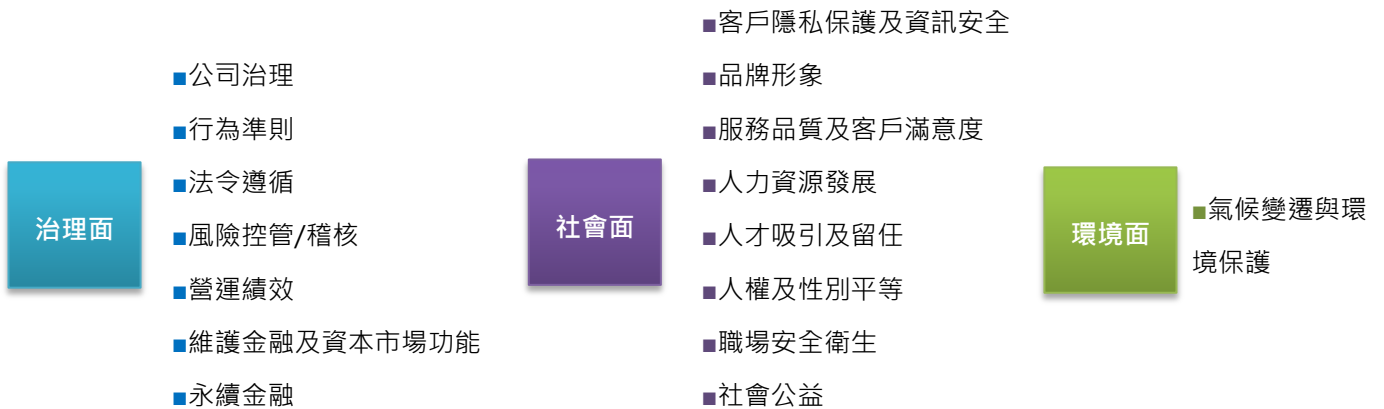 治理面
■公司治理
■行為準則
■法令遵循
■風險控管/稽核
■營運績效
■維護金融及資本市場功能
■永續金融
社會面
■客戶隱私保護及資訊安全
■品牌形象
■服務品質及客戶滿意度
■人力資源發展
■人才吸引及留任
■人權及性別平等
■職場安全衛生
■社會公益
環境面
■氣候變遷與環
境保護